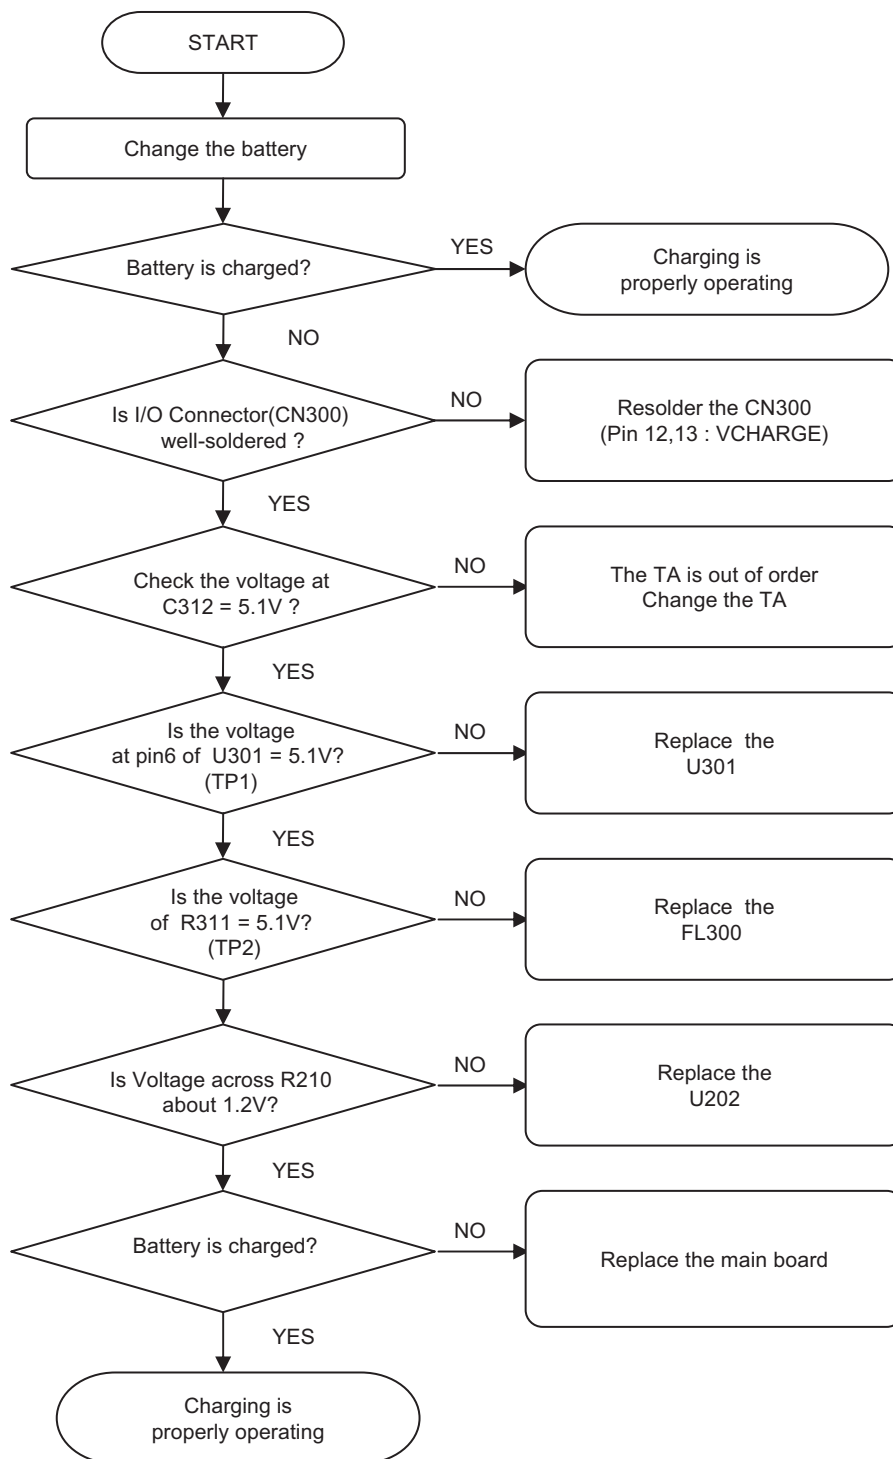 START
Change the battery
Battery is charged?
YES
Charging is
properly operating
NO
Is I/O Connector(CN300)
well-soldered ?
NO
Resolder the CN300
(Pin 12,13 : VCHARGE)
YES
Check the voltage at
C312 = 5.1V ?
NO
The TA is out of order
Change the TA
YES
Is the voltage
at pin6 of U301 = 5.1V?
(TP1)
NO
Replace the
U301
YES
Is the voltage
of R311 = 5.1V?
(TP2)
NO
Replace the
FL300
Is Voltage across R210
about 1.2V?
NO
Replace the
U202
YES
Battery is charged?
NO
Replace the main board
YES
Charging is
properly operating